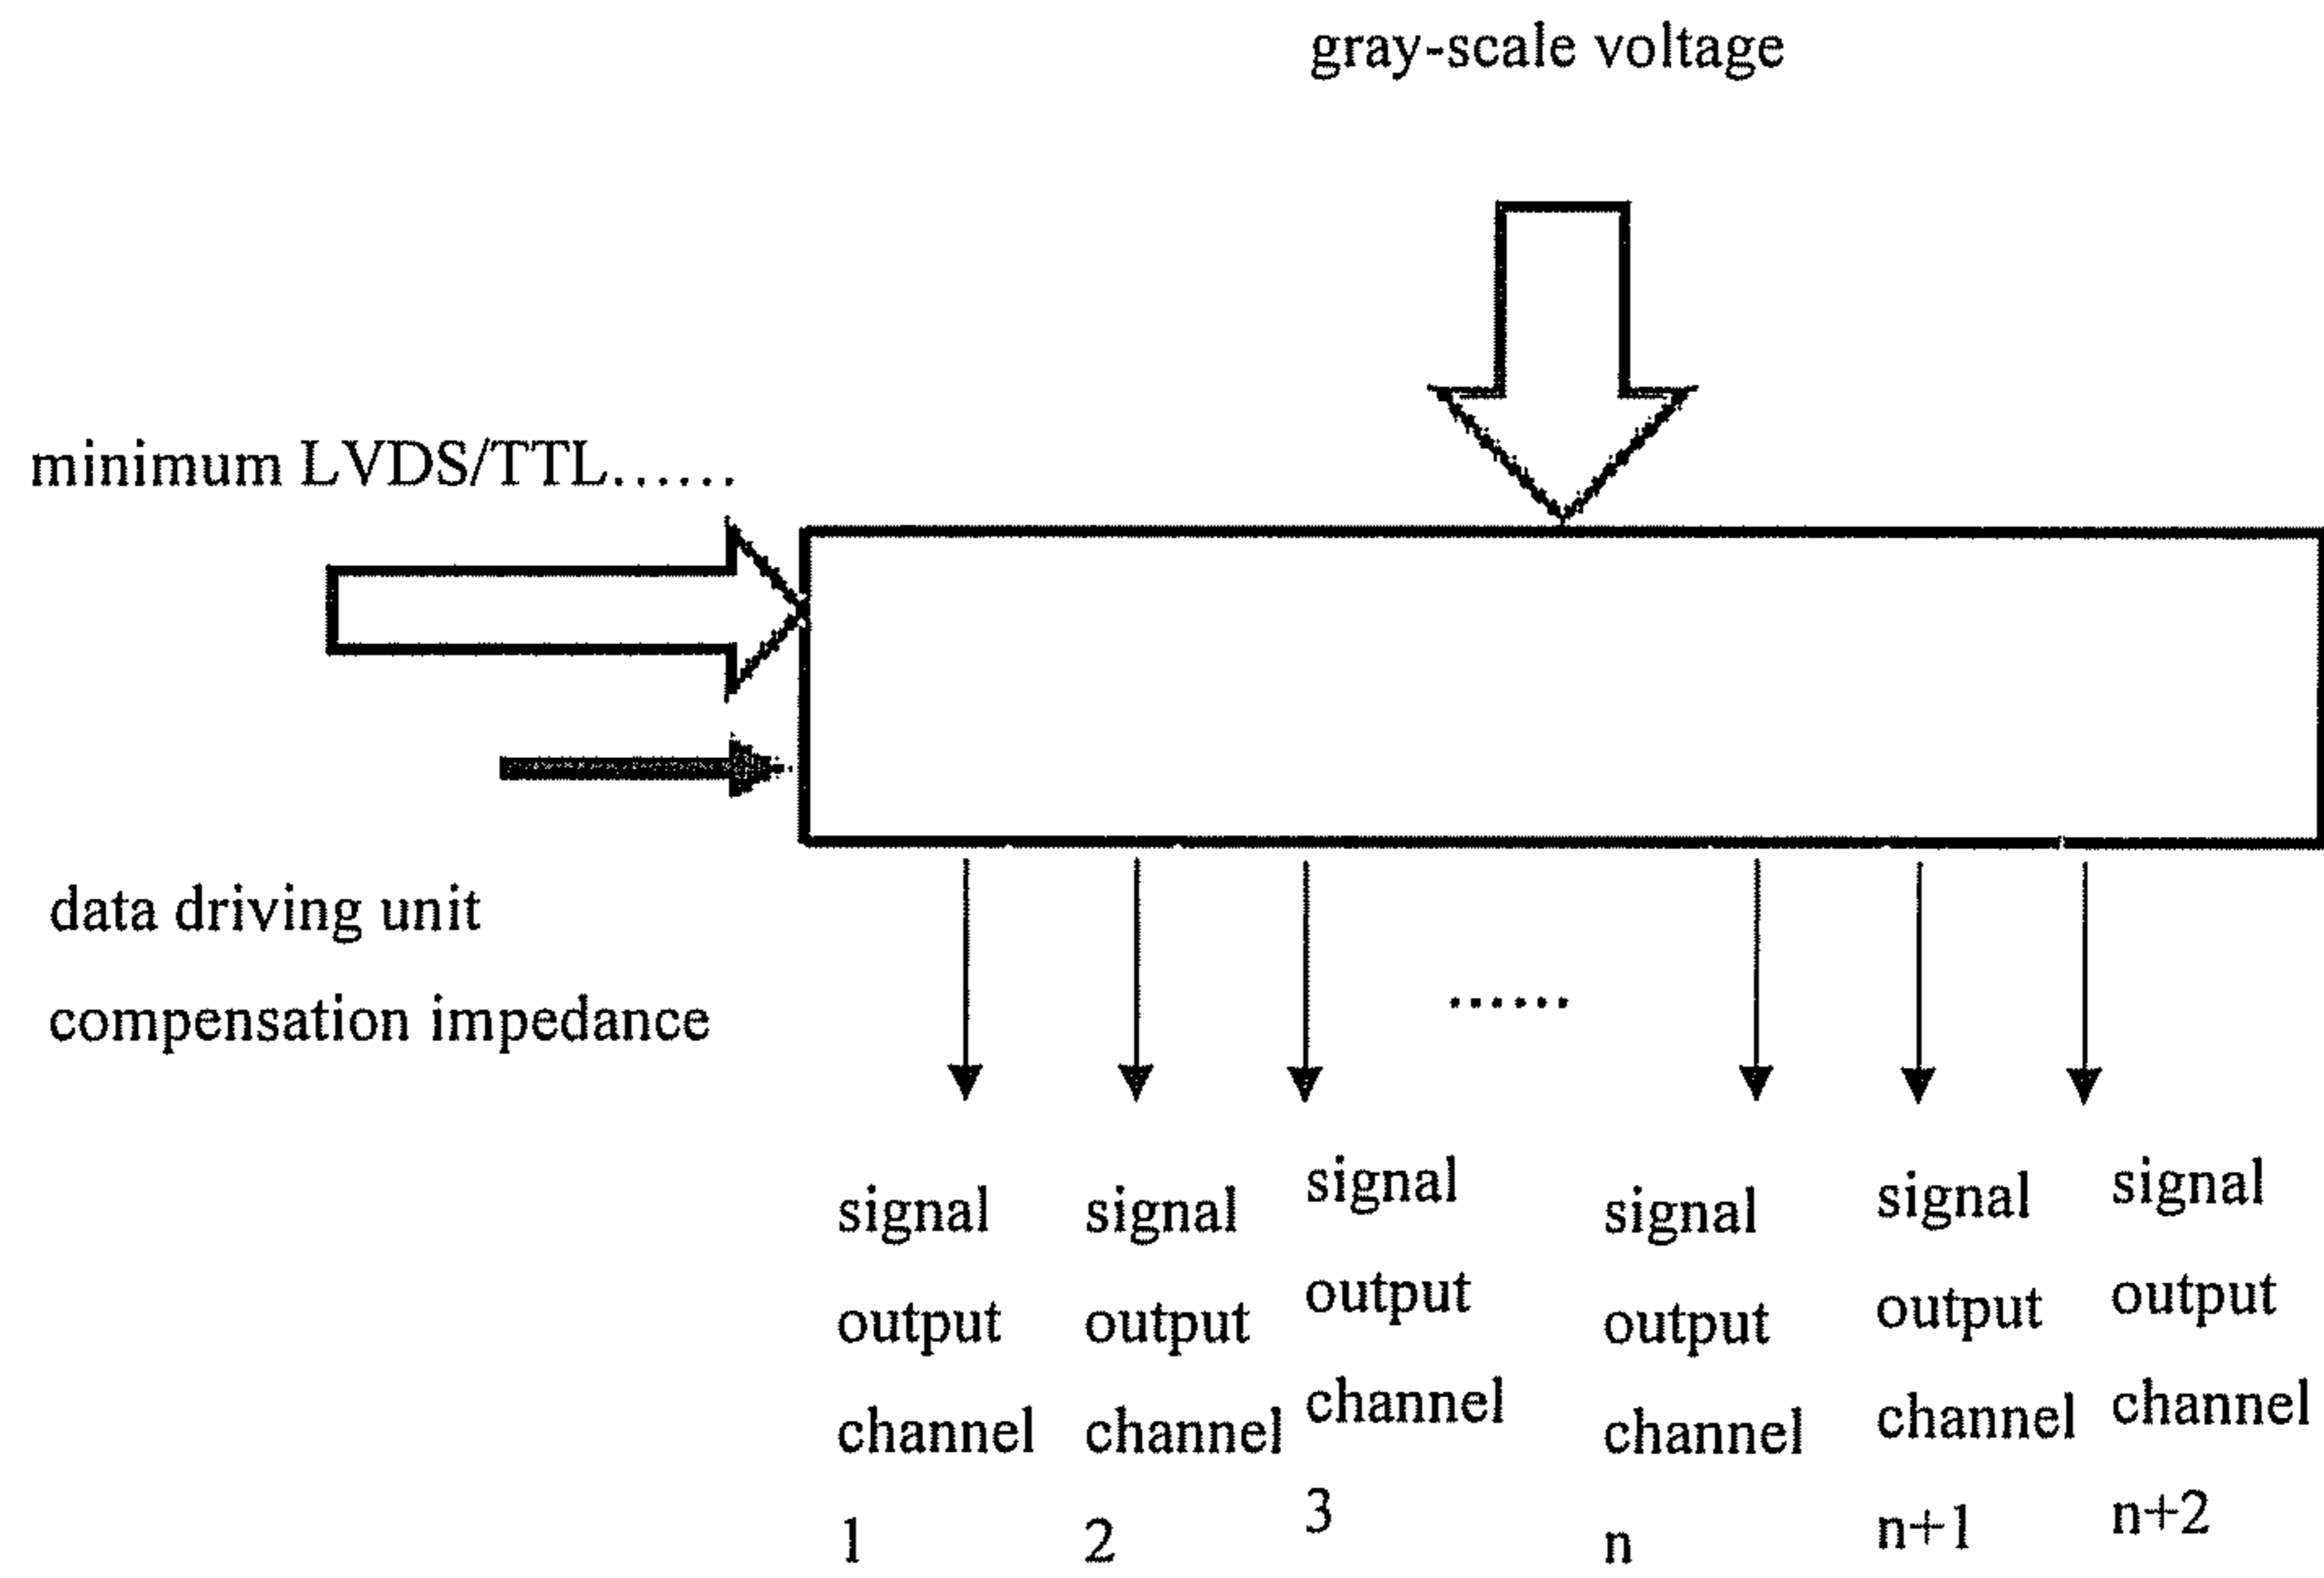 gray-scale voltage
minimum LVDS/TTL......
data driving unit
compensation impedance
......
signal
output
channel
1
signal
output
channel
2
signal
output
channel
3
signal
output
channel
n
signal
output
channel
n+1
signal
output
channel
n+2